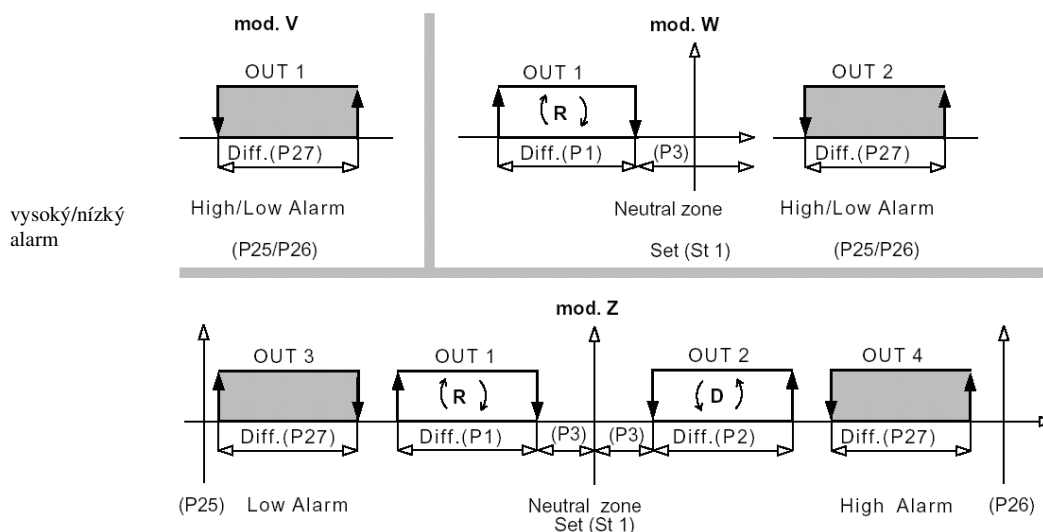 mod. V
OUT 1
Diff.(P27)
High/Low Alarm
(P25/P26)
vysoký/nízký
alarm
mod. W
OUT 1
R
Diff.(P1)
(P3)
Neutral zone
Set (St 1)
OUT 2
Diff.(P27)
High/Low Alarm
(P25/P26)
mod. Z
OUT 3
OUT 1
OUT 2
OUT 4
R
D
Diff.(P27)
Diff.(P1)
(P3)
(P3)
Diff.(P2)
Diff.(P27)
(P25)
Low Alarm
Neutral zone
Set (St 1)
High Alarm
(P26)